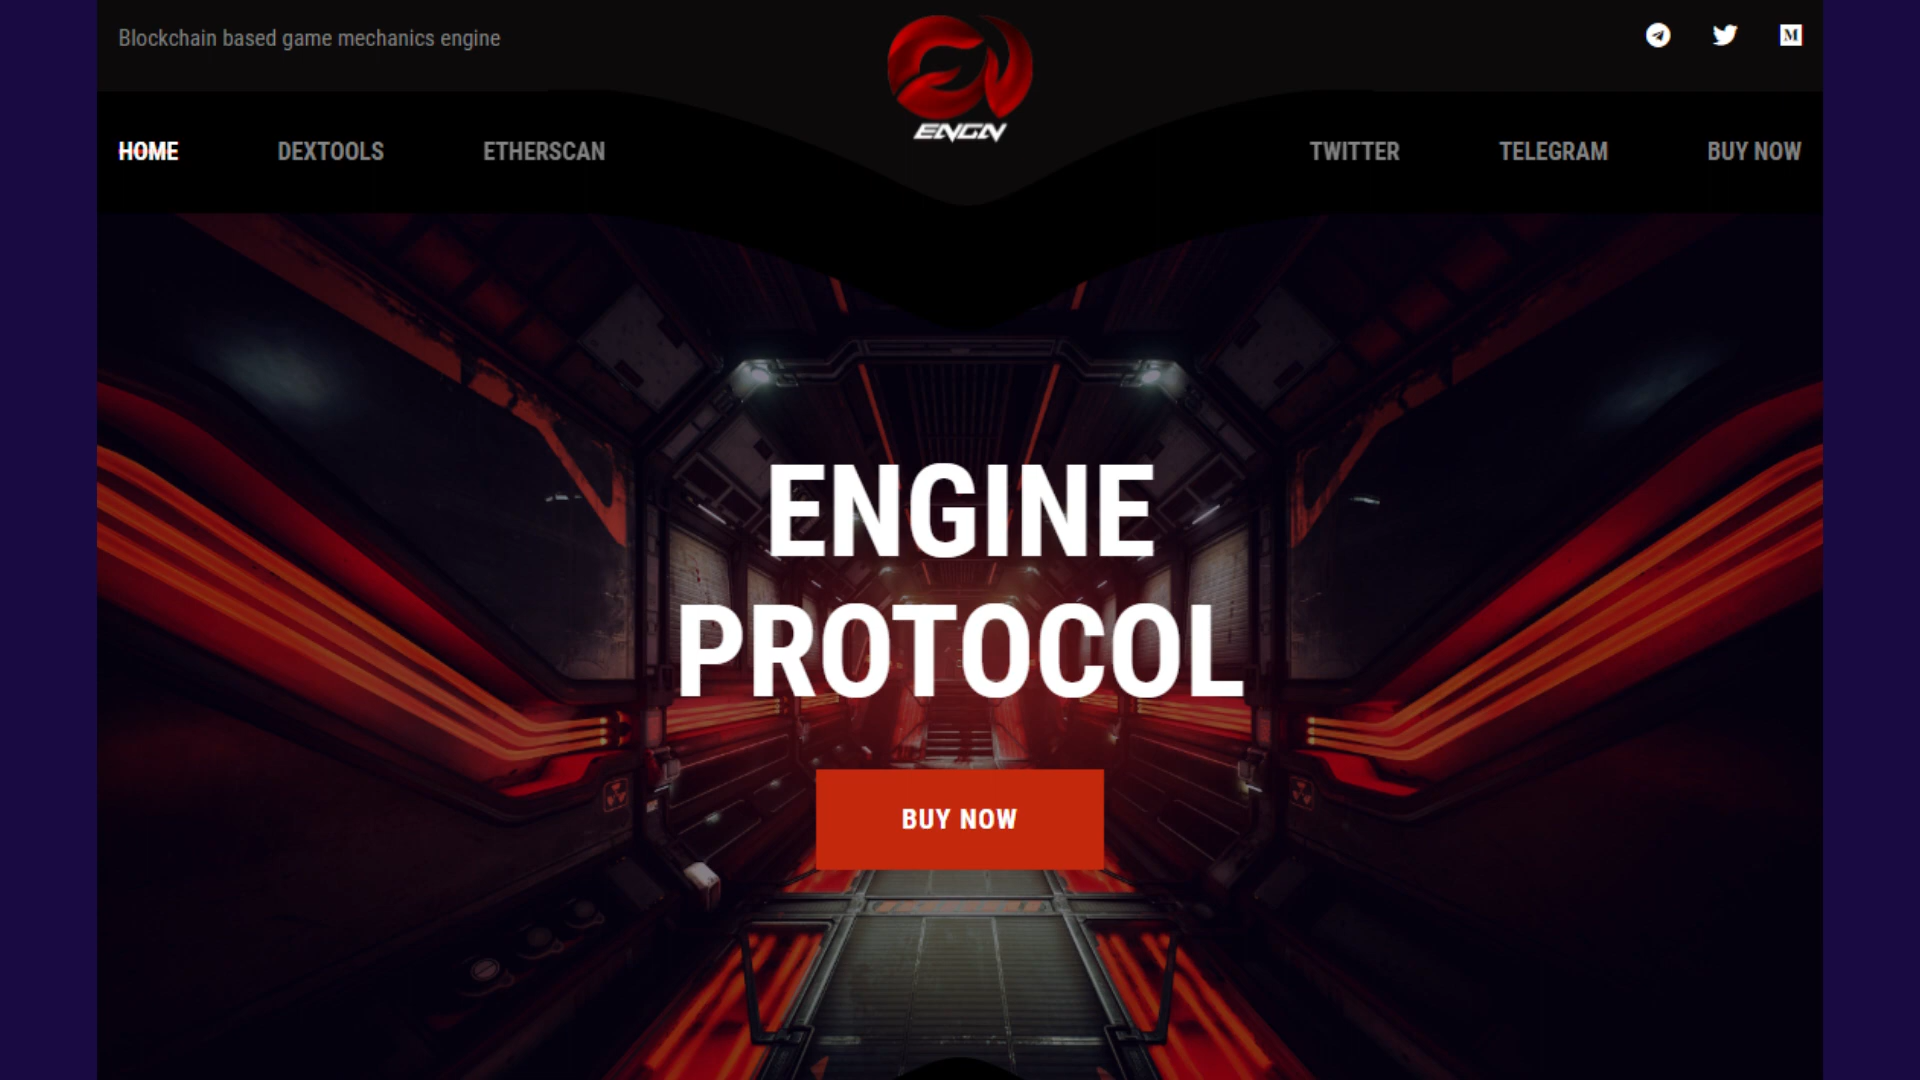 Blockchain based game mechanics engine
ENGN
HOME
DEXTOOLS
ETHERSCAN
TWITTER
TELEGRAM
BUY NOW
ENGINE
PROTOCOL
BUY NOW